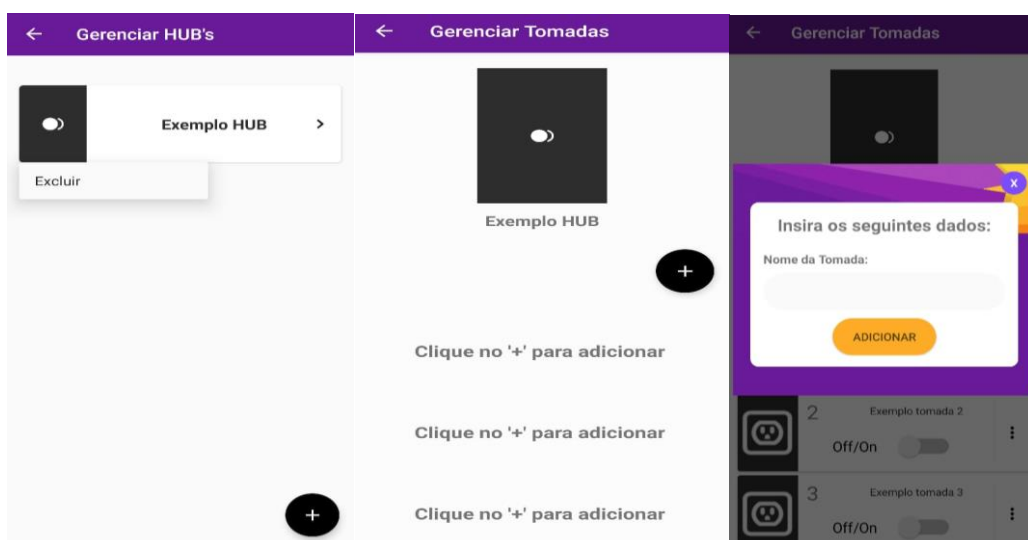 Gerenciar HUB's
Exemplo HUB
Excluir
+
Gerenciar Tomadas
Exemplo HUB
+
Clique no '+' para adicionar
Clique no '+' para adicionar
Clique no '+' para adicionar
Gerenciar Tomadas
X
Insira os seguintes dados:
Nome da Tomada:
ADICIONAR
2 Exemplo tomada 2
Off/On
3 Exemplo tomada 3
Off/On